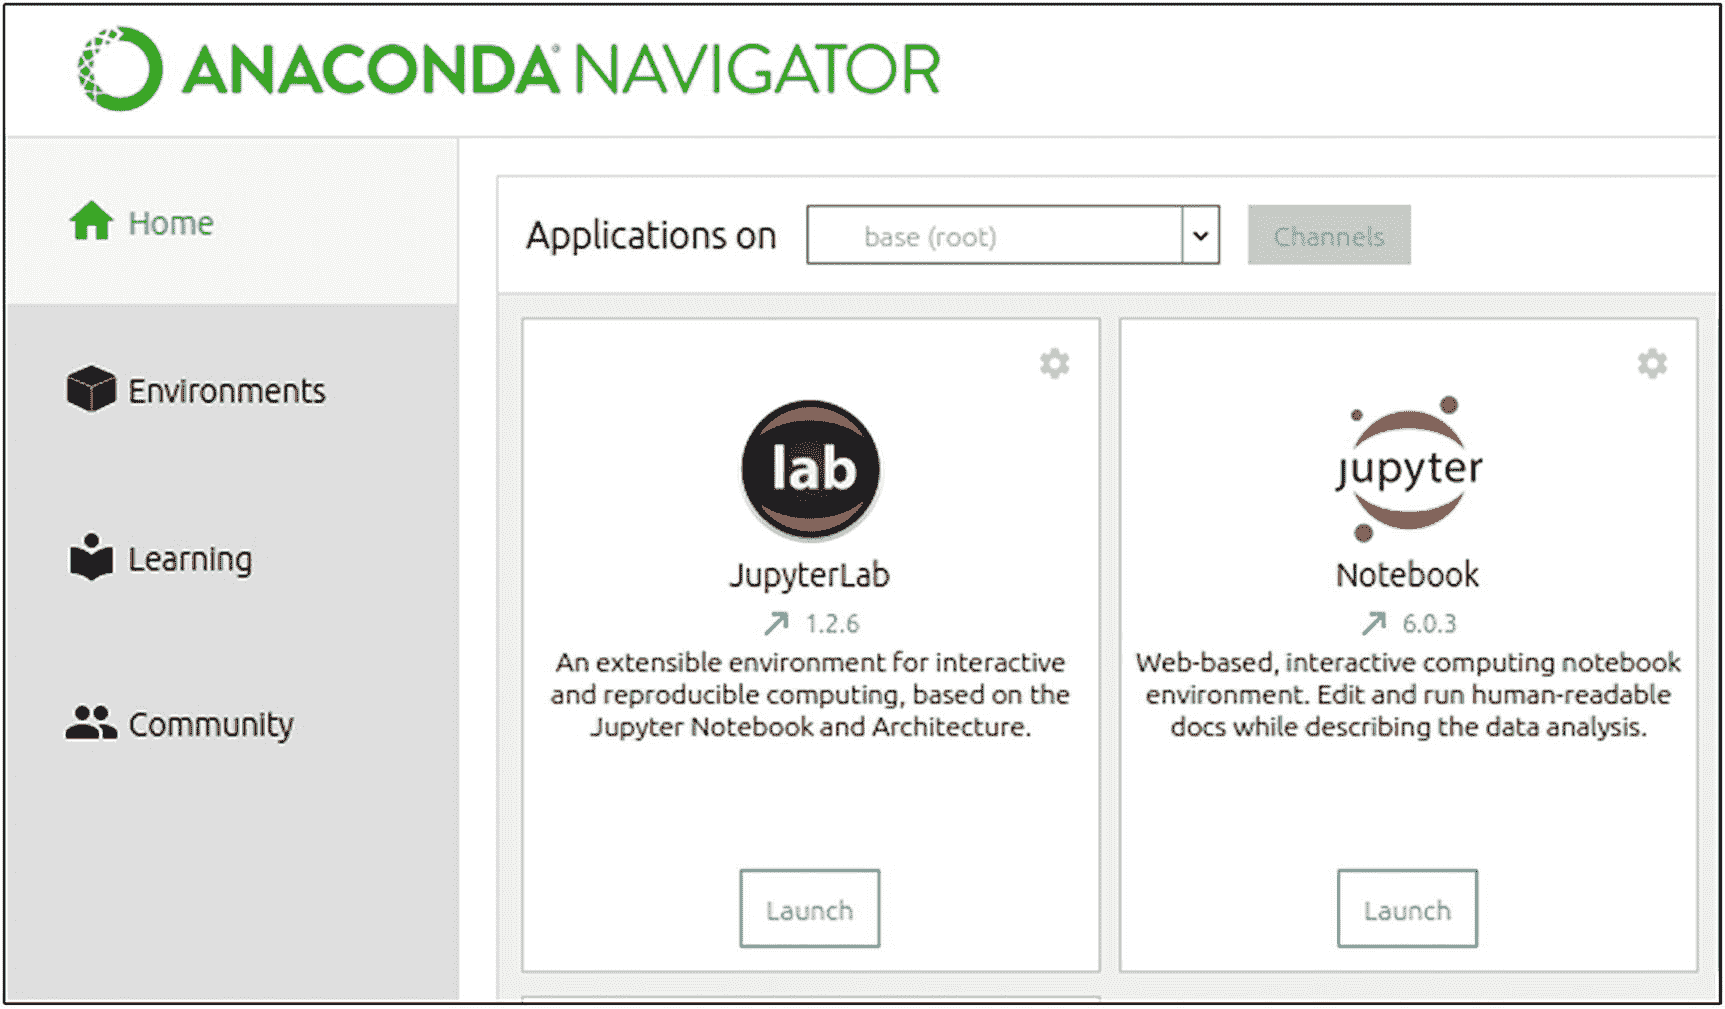 ANACONDA® NAVIGATOR
Home
Environments
Learning
Community
Applications on
base (root)
Channels
lab
JupyterLab
1.2.6
An extensible environment for interactive
and reproducible computing, based on the
Jupyter Notebook and Architecture.
Launch
jupyter
Notebook
6.0.3
Web-based, interactive computing notebook
environment. Edit and run human-readable
docs while describing the data analysis.
Launch